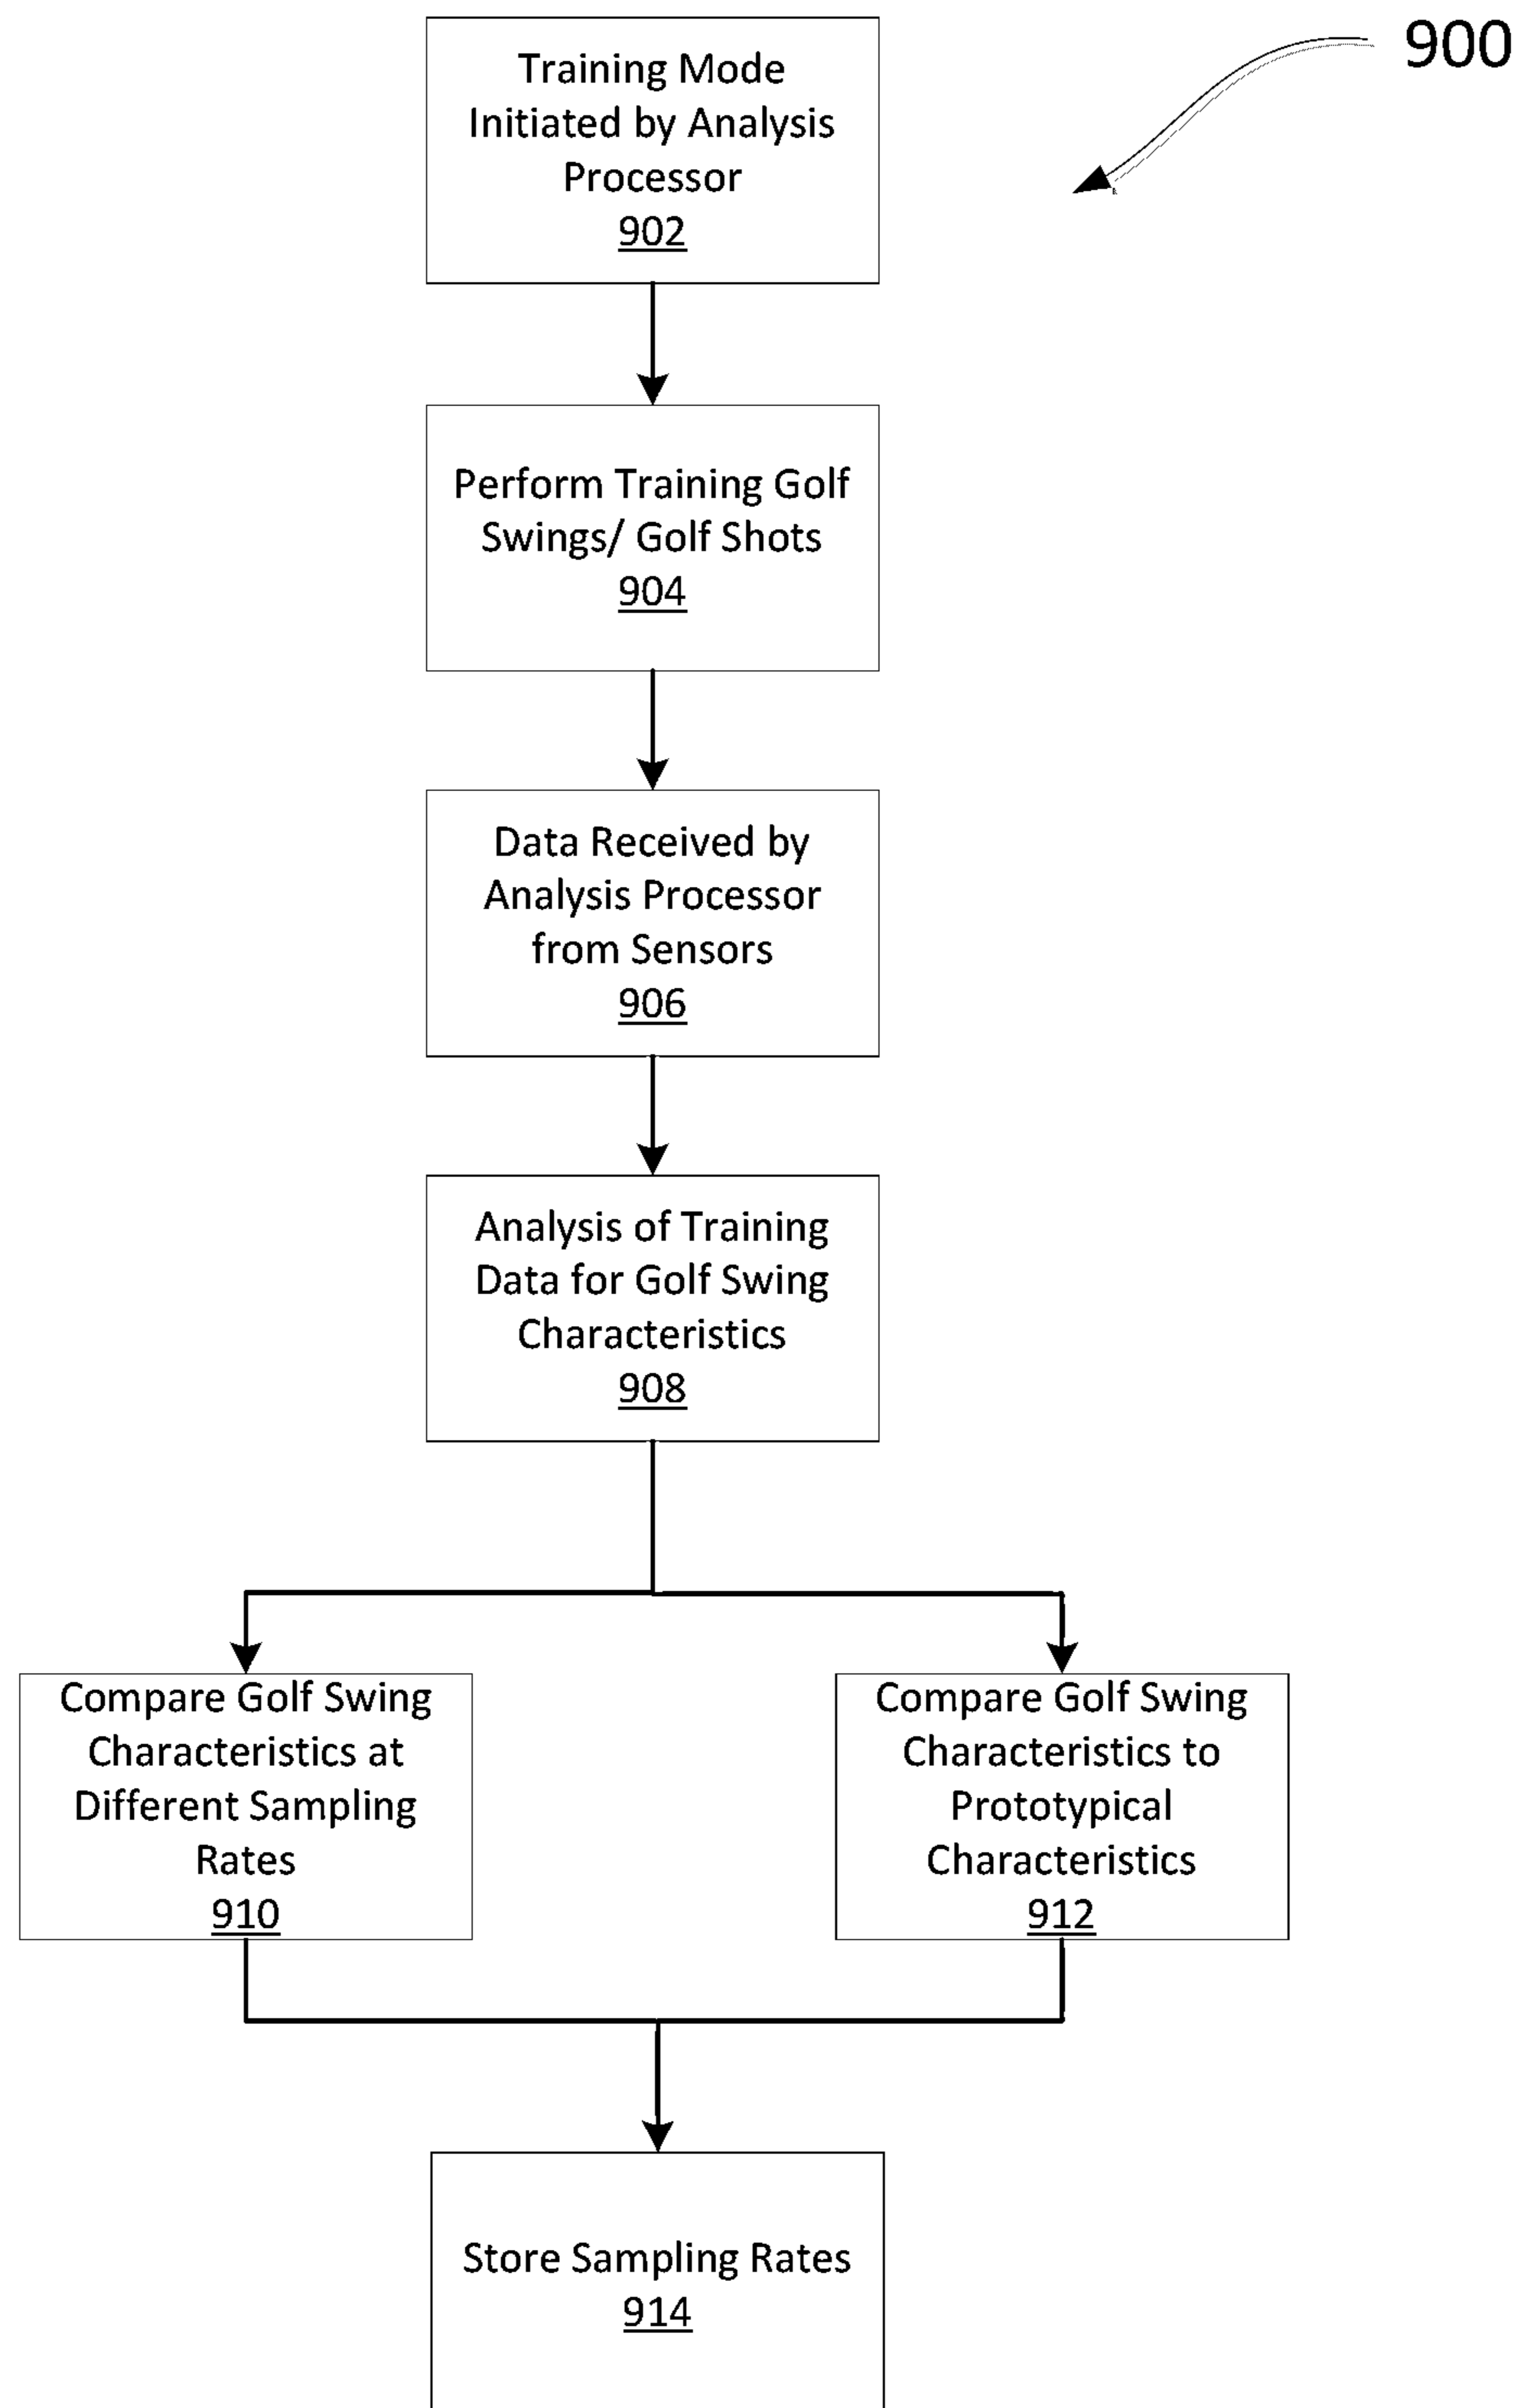 900
Training Mode
Initiated by Analysis
Processor
902
Perform Training Golf
Swings/ Golf Shots
904
Data Received by
Analysis Processor
from Sensors
906
Analysis of Training
Data for Golf Swing
Characteristics
908
Compare Golf Swing
Characteristics at
Different Sampling
Rates
910
Compare Golf Swing
Characteristics to
Prototypical
Characteristics
912
Store Sampling Rates
914